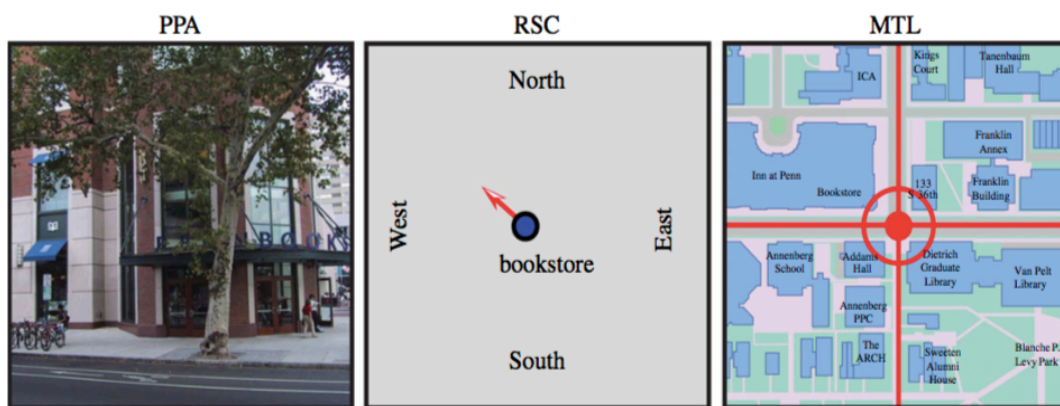 PPA
RSC
MTL
PENN BOOKS
North
West
East
bookstore
South
ICA
Kings
Court
Tanenbaum
Hall
Franklin
Annex
Inn at Penn
Bookstore
133
S 36th
Franklin
Building
Annenberg
School
Addams
Hall
Dietrich
Graduate
Library
Van Pelt
Library
Annenberg
PPC
The
ARCH
Sweeten
Alumni
House
Blanche P.
Levy Park